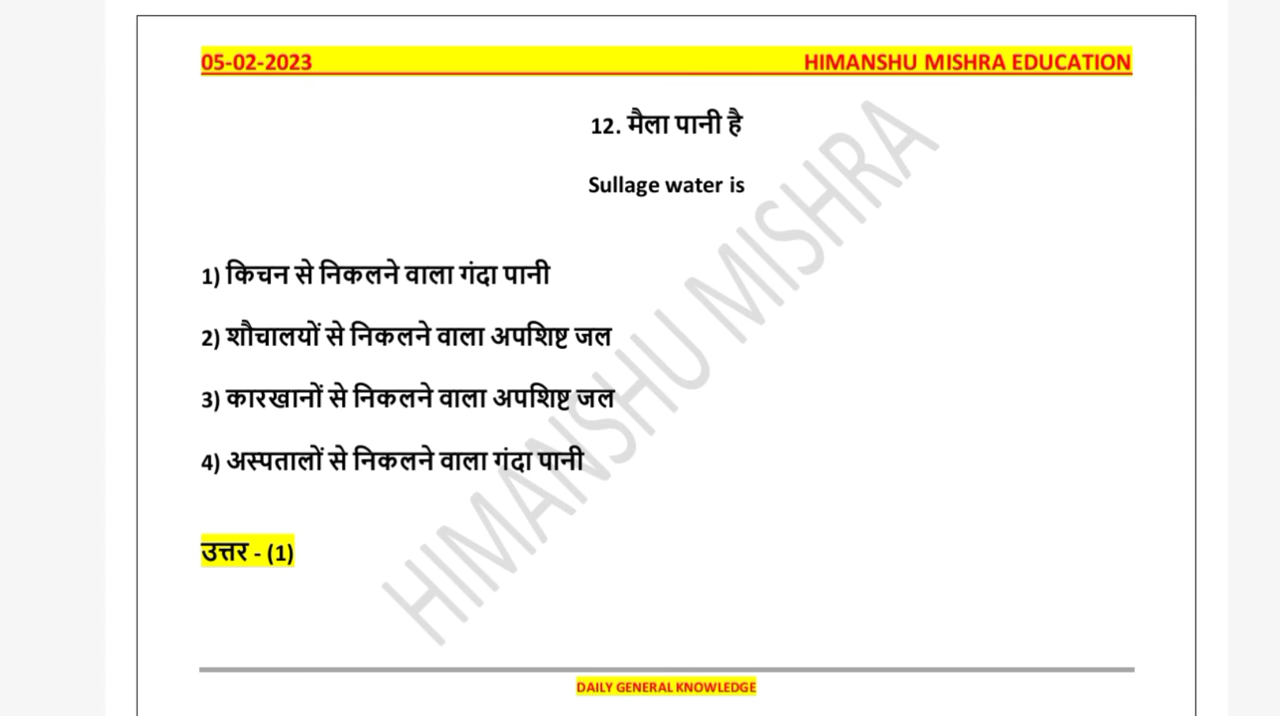 05-02-2023 HIMANSHU MISHRA EDUCATION
12. मैला पानी है
Sullage water is
1) किचन से निकलने वाला गंदा पानी
2) शौचालयों से निकलने वाला अपशिष्ट जल
3) कारखानों से निकलने वाला अपशिष्ट जल
4) अस्पतालों से निकलने वाला गंदा पानी
उत्तर - (1)
HIMANSHU MISHRA
DAILY GENERAL KNOWLEDGE